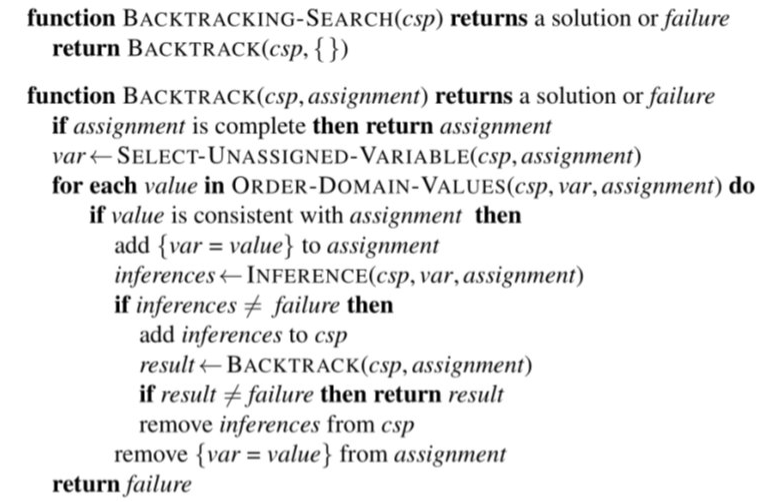 function BACKTRACKING-SEARCH(csp) returns a solution or failure
return BACKTRACK(csp, { })
function BACKTRACK(csp, assignment) returns a solution or failure
if assignment is complete then return assignment
var ← SELECT-UNASSIGNED-VARIABLE(csp, assignment)
for each value in ORDER-DOMAIN-VALUES(csp, var, assignment) do
if value is consistent with assignment then
add {var = value} to assignment
inferences ← INFERENCE(csp, var, assignment)
if inferences ≠ failure then
add inferences to csp
result ← BACKTRACK(csp, assignment)
if result ≠ failure then return result
remove inferences from csp
remove {var = value} from assignment
return failure